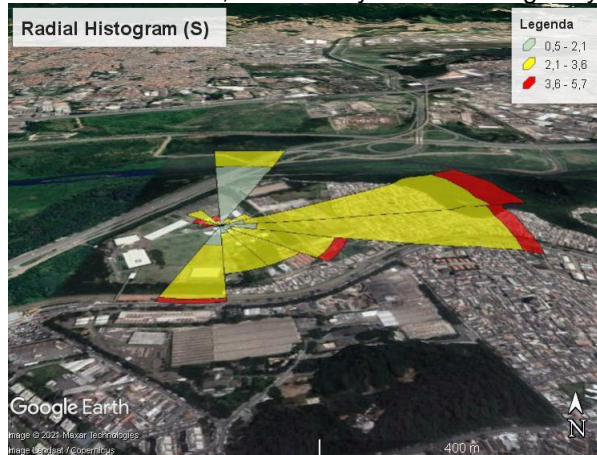 Radial Histogram (S)
Legenda
0,5 - 2,1
2,1 - 3,6
3,6 - 5,7
Google Earth
Image © 2021 Maxar Technologies
Image Landsat / Copernicus
400 m
N